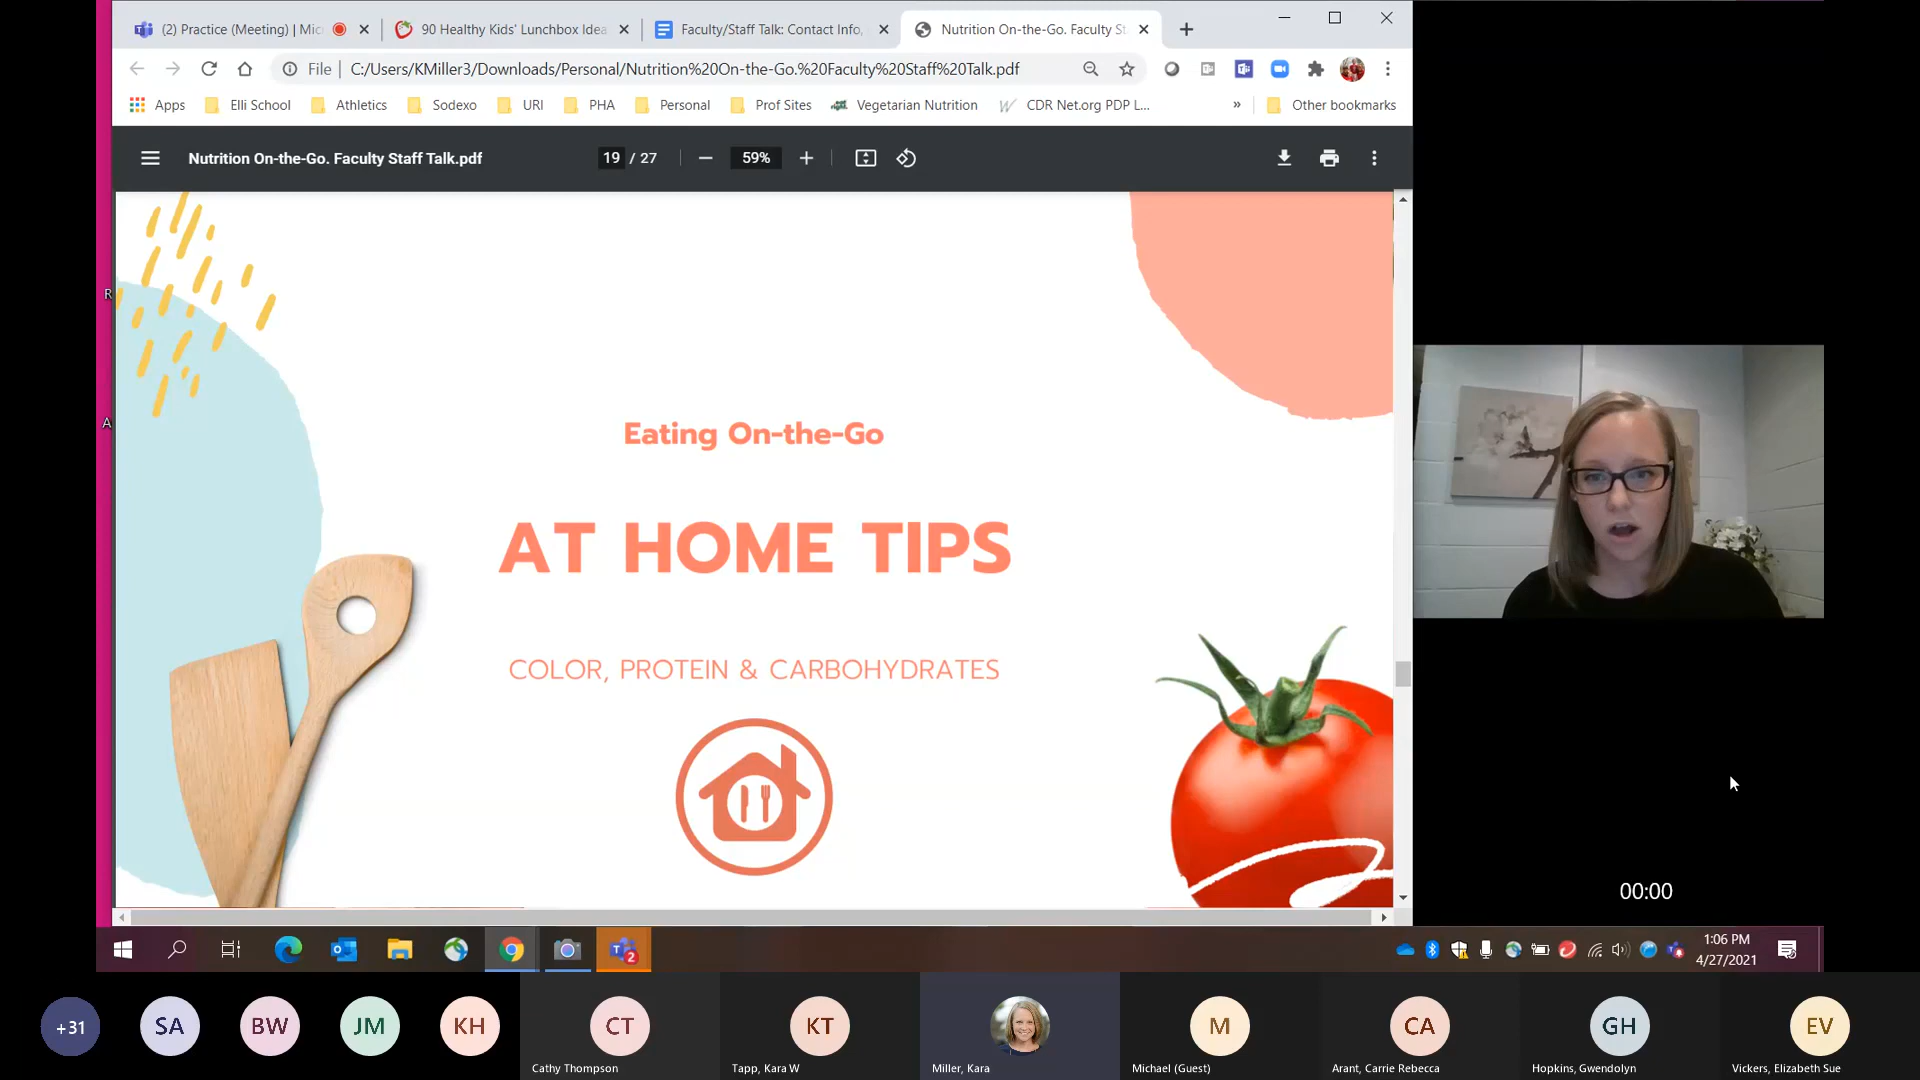 (2) Practice (Meeting) | Mic
90 Healthy Kids' Lunchbox Idea
Faculty/Staff Talk: Contact Info,
Nutrition On-the-Go. Faculty St
File | C:/Users/KMiller3/Downloads/Personal/Nutrition%20On-the-Go.%20Faculty%20Staff%20Talk.pdf
Apps Elli School Athletics Sodexo URI PHA Personal Prof Sites Vegetarian Nutrition CDR Net.org PDP L... » Other bookmarks
Nutrition On-the-Go. Faculty Staff Talk.pdf 19 / 27 59%
R
A
Eating On-the-Go
AT HOME TIPS
COLOR, PROTEIN & CARBOHYDRATES
00:00
1:06 PM
4/27/2021
2
+31 SA BW JM KH CT KT M CA GH EV
Cathy Thompson Tapp, Kara W Miller, Kara Michael (Guest) Arant, Carrie Rebecca Hopkins, Gwendolyn Vickers, Elizabeth Sue